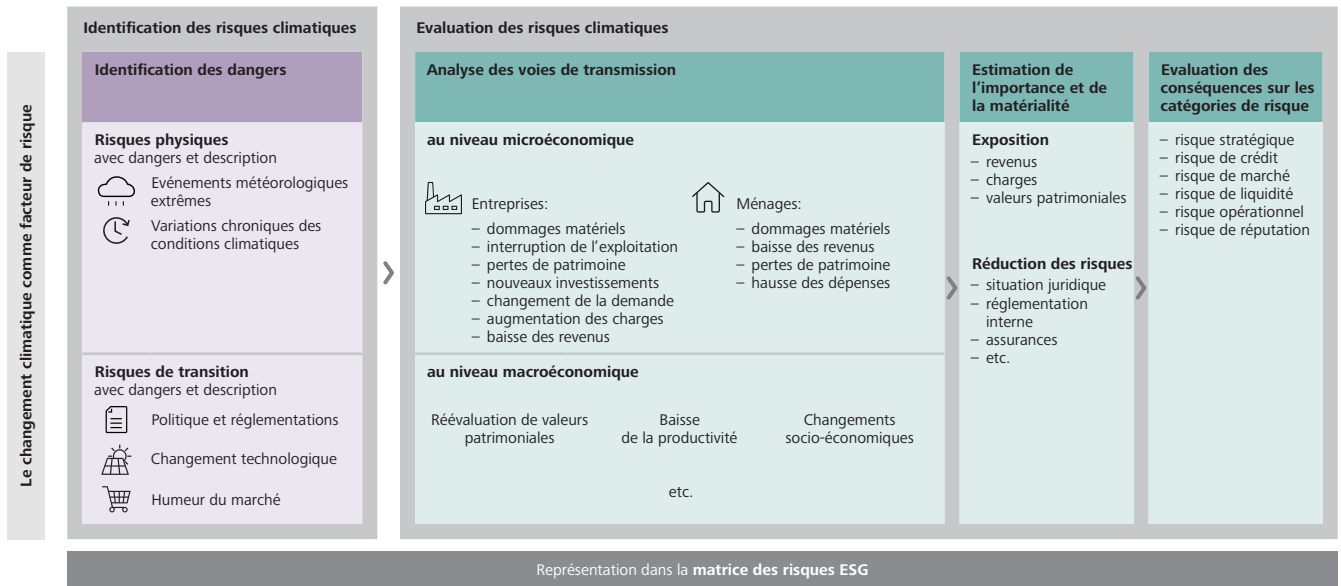 Le changement climatique comme facteur de risque
Identification des risques climatiques
Identification des dangers
Risques physiques
avec dangers et description
Evénements météorologiques
extrêmes
Variations chroniques des
conditions climatiques
Risques de transition
avec dangers et description
Politique et réglementations
Changement technologique
Humeur du marché
Evaluation des risques climatiques
Analyse des voies de transmission
au niveau microéconomique
Entreprises:
– dommages matériels
– interruption de l’exploitation
– pertes de patrimoine
– nouveaux investissements
– changement de la demande
– augmentation des charges
– baisse des revenus
Ménages:
– dommages matériels
– baisse des revenus
– pertes de patrimoine
– hausse des dépenses
au niveau macroéconomique
Réévaluation de valeurs
patrimoniales
Baisse
de la productivité
Changements
socio-économiques
etc.
Estimation de
l’importance et de
la matérialité
Exposition
– revenus
– charges
– valeurs patrimoniales
Réduction des risques
– situation juridique
– réglementation
interne
– assurances
– etc.
Evaluation des
conséquences sur les
catégories de risque
– risque stratégique
– risque de crédit
– risque de marché
– risque de liquidité
– risque opérationnel
– risque de réputation
Représentation dans la matrice des risques ESG